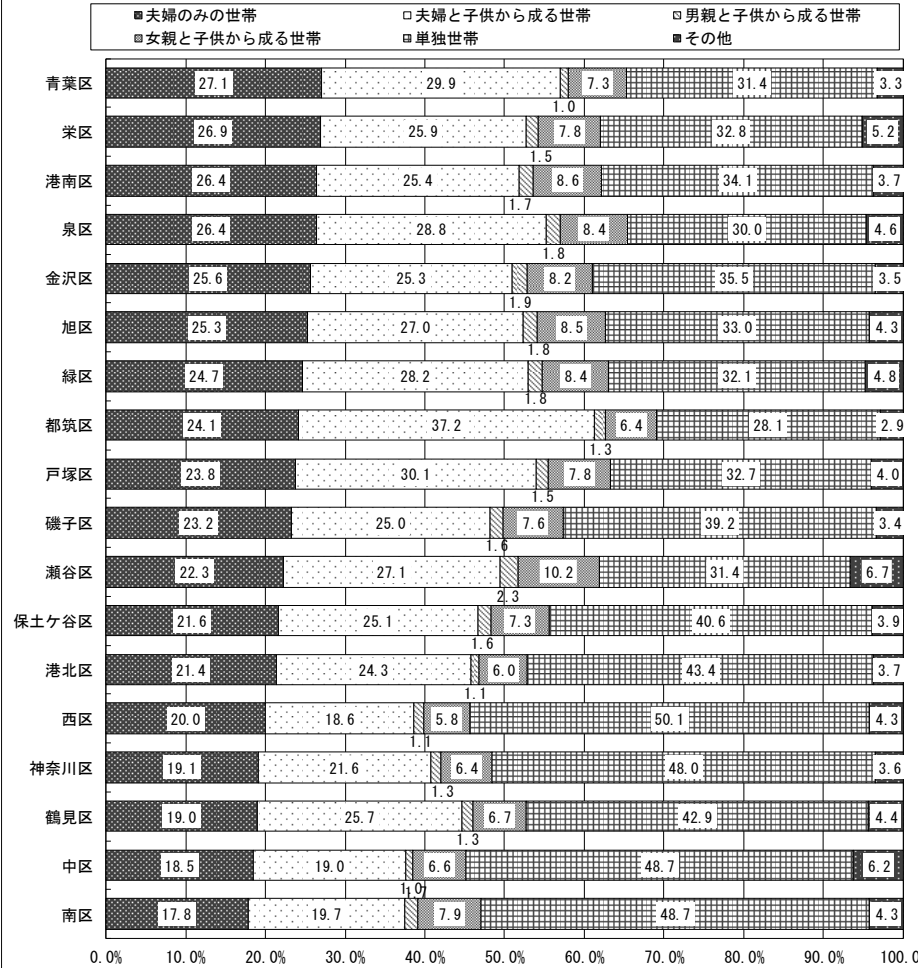 夫婦のみの世帯 夫婦と子供から成る世帯 男親と子供から成る世帯
女親と子供から成る世帯 単独世帯 その他
青葉区 27.1 29.9 7.3 31.4 3.3
1.0
栄区 26.9 25.9 7.8 32.8 5.2
1.5
港南区 26.4 25.4 8.6 34.1 3.7
1.7
泉区 26.4 28.8 8.4 30.0 4.6
1.8
金沢区 25.6 25.3 8.2 35.5 3.5
1.9
旭区 25.3 27.0 8.5 33.0 4.3
1.8
緑区 24.7 28.2 8.4 32.1 4.8
1.8
都筑区 24.1 37.2 6.4 28.1 2.9
1.3
戸塚区 23.8 30.1 7.8 32.7 4.0
1.5
磯子区 23.2 25.0 7.6 39.2 3.4
1.6
瀬谷区 22.3 27.1 10.2 31.4 6.7
2.3
保土ケ谷区 21.6 25.1 7.3 40.6 3.9
1.6
港北区 21.4 24.3 6.0 43.4 3.7
1.1
西区 20.0 18.6 5.8 50.1 4.3
1.1
神奈川区 19.1 21.6 6.4 48.0 3.6
1.3
鶴見区 19.0 25.7 6.7 42.9 4.4
1.3
中区 18.5 19.0 6.6 48.7 6.2
1.0
1.7
南区 17.8 19.7 7.9 48.7 4.3
0.0% 10.0% 20.0% 30.0% 40.0% 50.0% 60.0% 70.0% 80.0% 90.0% 100.0